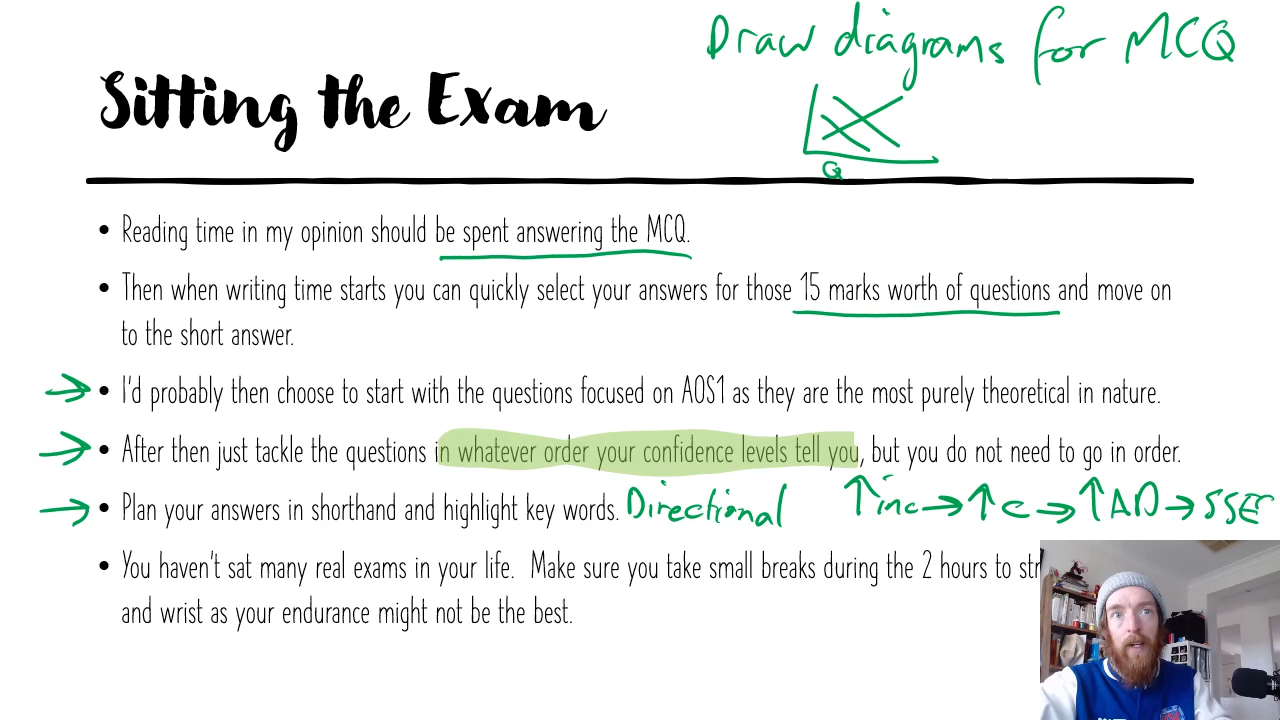 Draw diagrams for MCQ
Sitting the Exam
Q
• Reading time in my opinion should be spent answering the MCQ.
• Then when writing time starts you can quickly select your answers for those 15 marks worth of questions and move on
to the short answer.
→ • I'd probably then choose to start with the questions focused on AOS1 as they are the most purely theoretical in nature.
→ • After then just tackle the questions in whatever order your confidence levels tell you, but you do not need to go in order.
→ • Plan your answers in shorthand and highlight key words. Directional ↑inc → ↑C → ↑AD → SSEG
• You haven't sat many real exams in your life. Make sure you take small breaks during the 2 hours to
and wrist as your endurance might not be the best.